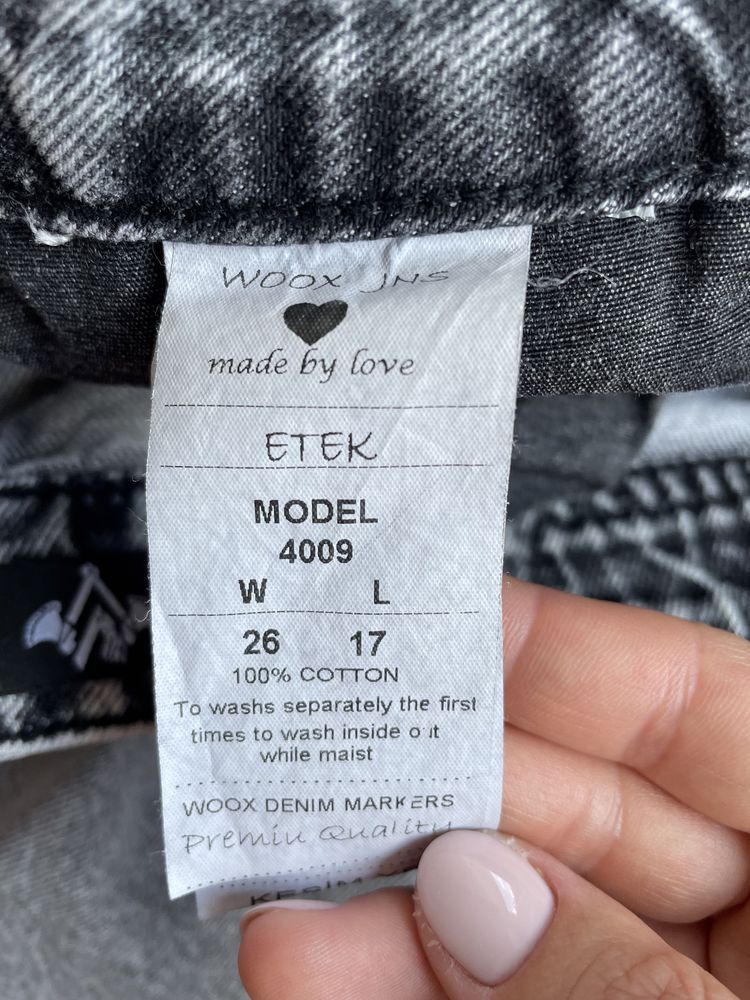 WOOX JNS
made by love
ETEK
MODEL
4009
W L
26 17
100% COTTON
To washs separately the first
times to wash inside out
while maist
WOOX DENIM MARKERS
Premiu Quality